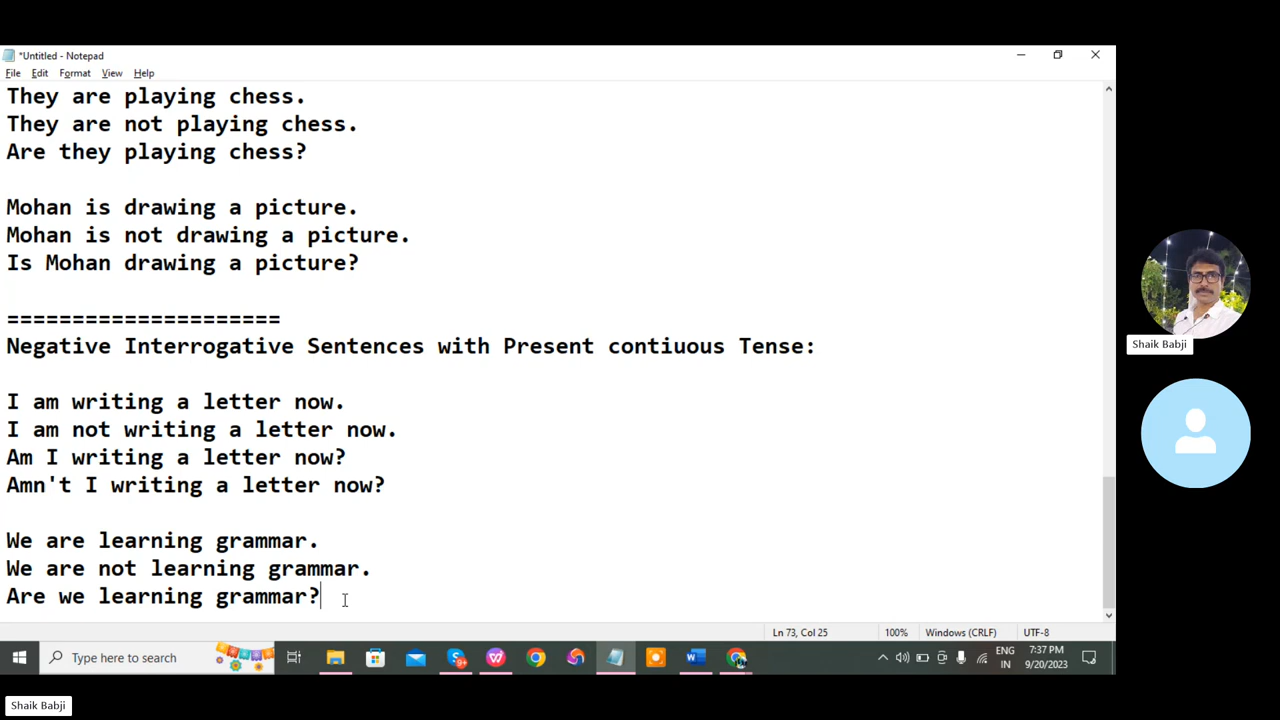 *Untitled - Notepad
File Edit Format View Help
They are playing chess.
They are not playing chess.
Are they playing chess?
Mohan is drawing a picture.
Mohan is not drawing a picture.
Is Mohan drawing a picture?
=====================
Negative Interrogative Sentences with Present contiuous Tense:
I am writing a letter now.
I am not writing a letter now.
Am I writing a letter now?
Amn't I writing a letter now?
We are learning grammar.
We are not learning grammar.
Are we learning grammar?
Ln 73, Col 25 100% Windows (CRLF) UTF-8
Type here to search
ENG
IN
7:37 PM
9/20/2023
Shaik Babji
Shaik Babji